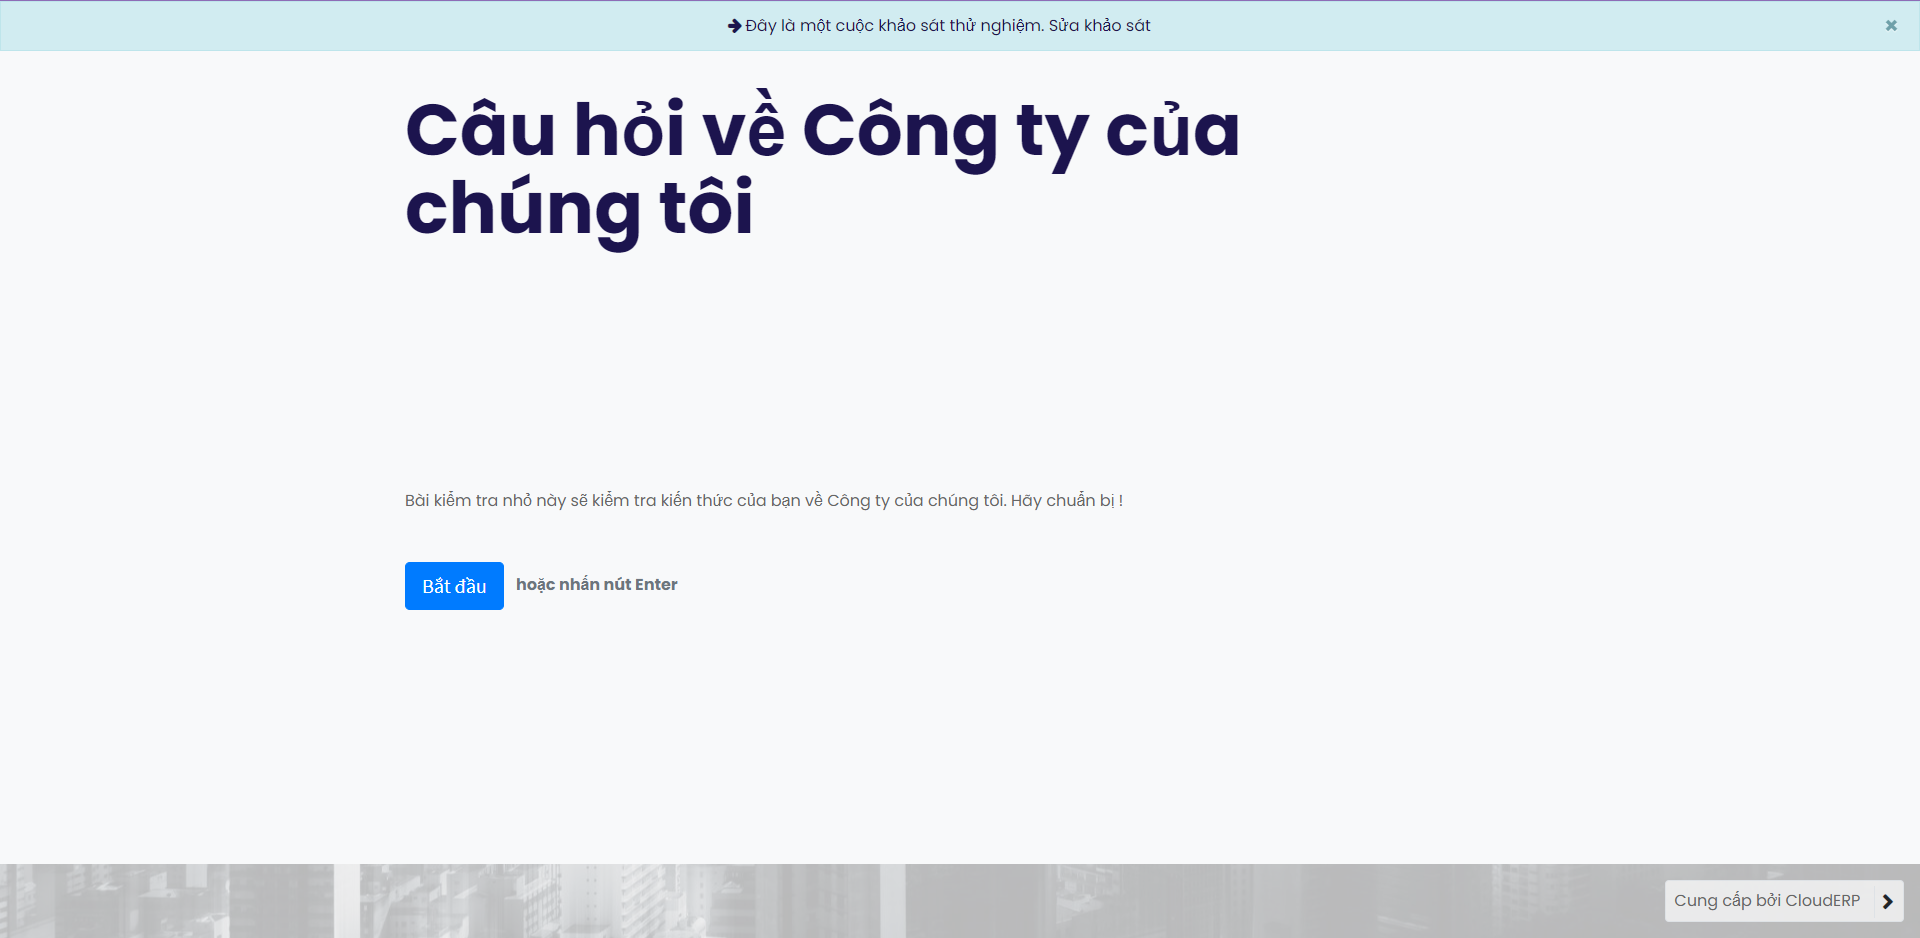 Đây là một cuộc khảo sát thử nghiệm. Sửa khảo sát
Câu hỏi về Công ty của
chúng tôi
Bài kiểm tra nhỏ này sẽ kiểm tra kiến thức của bạn về Công ty của chúng tôi. Hãy chuẩn bị !
Bắt đầu hoặc nhấn nút Enter
Cung cấp bởi CloudERP